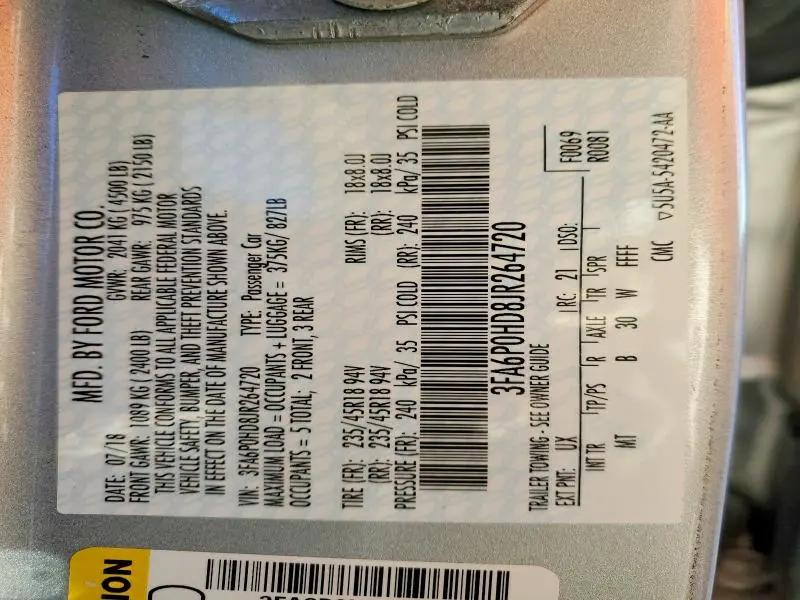 MFD. BY FORD MOTOR CO.
DATE: 07/18 GVWR: 2041 KG ( 4500 LB)
FRONT GAWR: 1089 KG ( 2400 LB) REAR GAWR: 975 KG ( 2150 LB)
THIS VEHICLE CONFORMS TO ALL APPLICABLE FEDERAL MOTOR
VEHICLE SAFETY, BUMPER, AND THEFT PREVENTION STANDARDS
IN EFFECT ON THE DATE OF MANUFACTURE SHOWN ABOVE.
VIN: 3FA6P0HD8JR264720 TYPE: Passenger Car
MAXIMUM LOAD = OCCUPANTS + LUGGAGE = 375KG/ 827LB
OCCUPANTS = 5 TOTAL, 2 FRONT, 3 REAR
TIRE (FR): 235/45R18 94V RIMS (FR): 18x8.0J
(RR): 235/45R18 94V (RR): 18x8.0J
PRESSURE (FR): 240 kPa/ 35 PSI COLD (RR): 240 kPa/ 35 PSI COLD
3FA6P0HD8JR264720
TRAILER TOWING - SEE OWNER GUIDE
F0069
EXT PNT: UX RC: 21 DSO: R0081
INT TR TP/PS R AXLE TR SPR
MT B 30 W FFFF
CMC ▽5U5A-5420472-AA